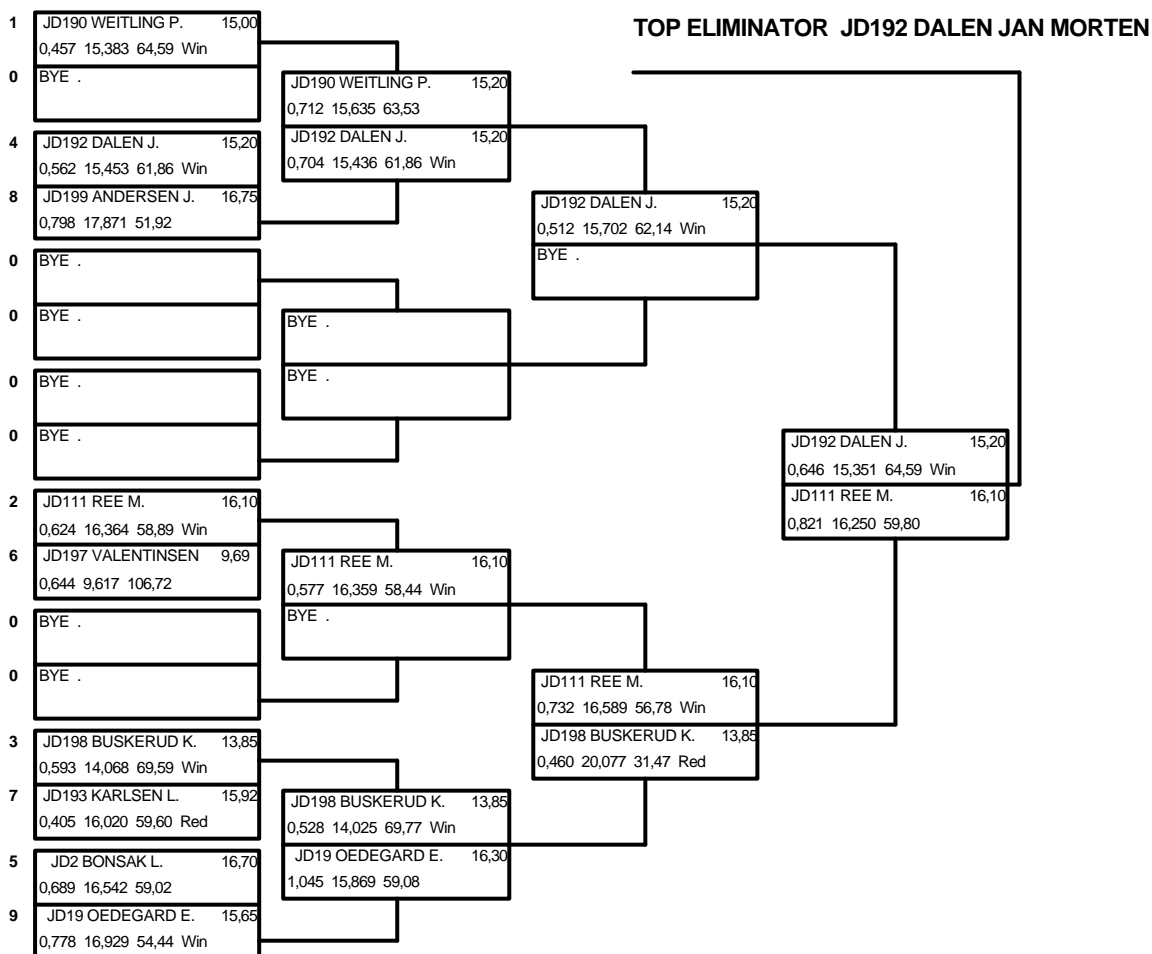 TOP ELIMINATOR JD192 DALEN JAN MORTEN
1 JD190 WEITLING P. 15,00
0,457 15,383 64,59 Win
0 BYE .
4 JD192 DALEN J. 15,20
0,562 15,453 61,86 Win
8 JD199 ANDERSEN J. 16,75
0,798 17,871 51,92
0 BYE .
0 BYE .
0 BYE .
0 BYE .
2 JD111 REE M. 16,10
0,624 16,364 58,89 Win
6 JD197 VALENTINSEN 9,69
0,644 9,617 106,72
0 BYE .
0 BYE .
3 JD198 BUSKERUD K. 13,85
0,593 14,068 69,59 Win
7 JD193 KARLSEN L. 15,92
0,405 16,020 59,60 Red
5 JD2 BONSAK L. 16,70
0,689 16,542 59,02
9 JD19 OEDEGARD E. 15,65
0,778 16,929 54,44 Win
JD190 WEITLING P. 15,20
0,712 15,635 63,53
JD192 DALEN J. 15,20
0,704 15,436 61,86 Win
BYE .
BYE .
JD111 REE M. 16,10
0,577 16,359 58,44 Win
BYE .
JD198 BUSKERUD K. 13,85
0,528 14,025 69,77 Win
JD19 OEDEGARD E. 16,30
1,045 15,869 59,08
JD192 DALEN J. 15,20
0,512 15,702 62,14 Win
BYE .
JD111 REE M. 16,10
0,732 16,589 56,78 Win
JD198 BUSKERUD K. 13,85
0,460 20,077 31,47 Red
JD192 DALEN J. 15,20
0,646 15,351 64,59 Win
JD111 REE M. 16,10
0,821 16,250 59,80